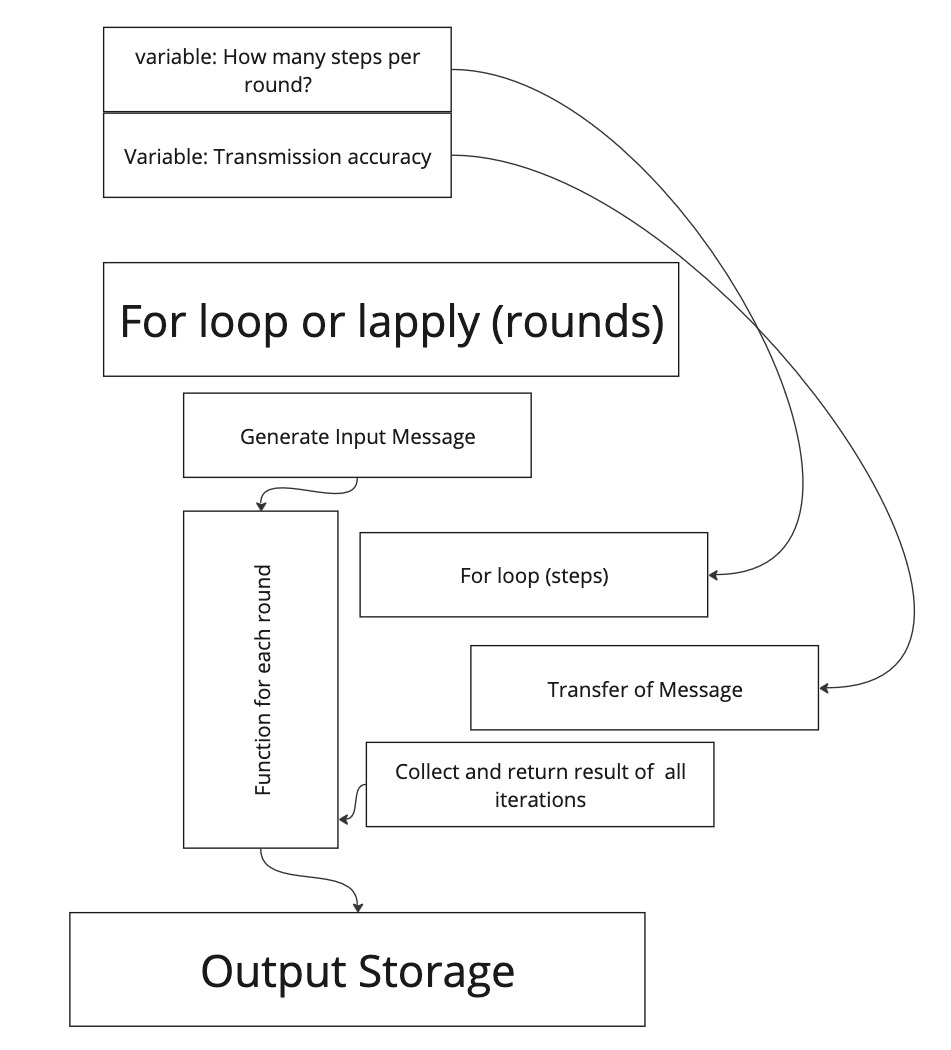 variable: How many steps per
round?
Variable: Transmission accuracy
For loop or lapply (rounds)
Generate Input Message
Function for each round
For loop (steps)
Transfer of Message
Collect and return result of  all
iterations
Output Storage